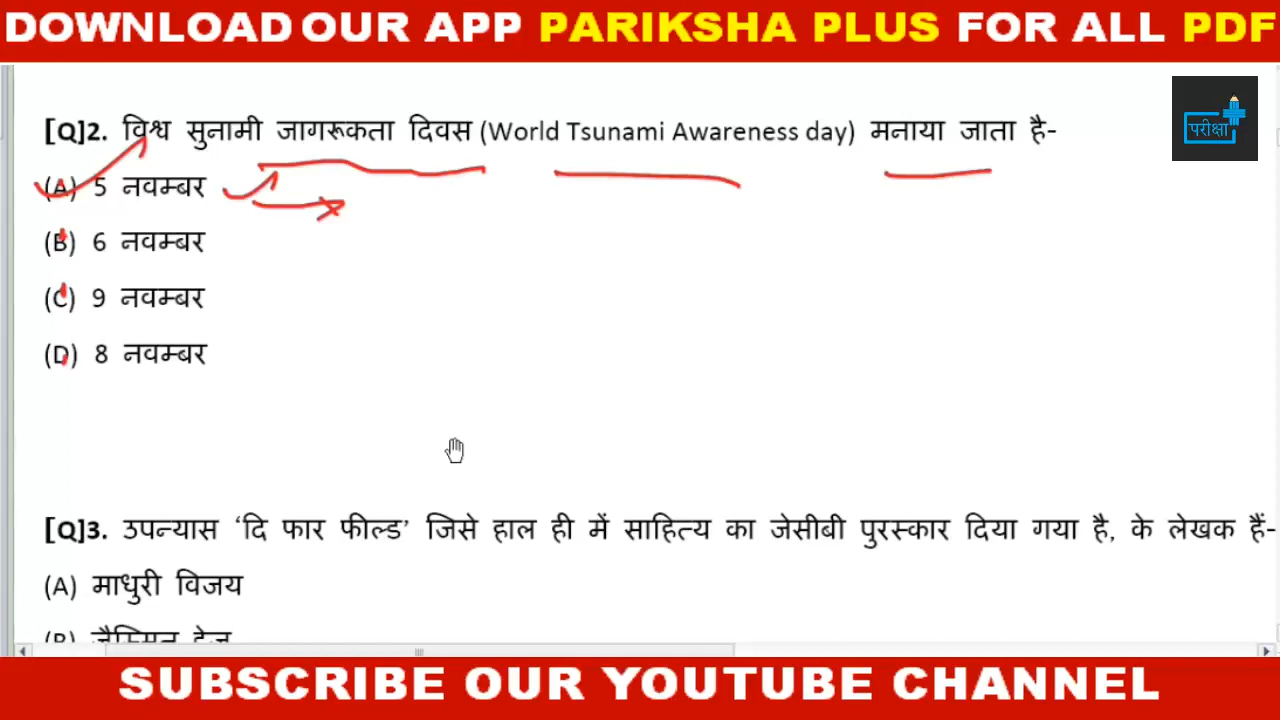 DOWNLOAD OUR APP PARIKSHA PLUS FOR ALL PDF
परीक्षा
[Q]2. विश्व सुनामी जागरूकता दिवस (World Tsunami Awareness day) मनाया जाता है-
(A) 5 नवम्बर
(B) 6 नवम्बर
(C) 9 नवम्बर
(D) 8 नवम्बर
[Q]3. उपन्यास ‘दि फार फील्ड’ जिसे हाल ही में साहित्य का जेसीबी पुरस्कार दिया गया है, के लेखक हैं-
(A) माधुरी विजय
(B)
SUBSCRIBE OUR YOUTUBE CHANNEL